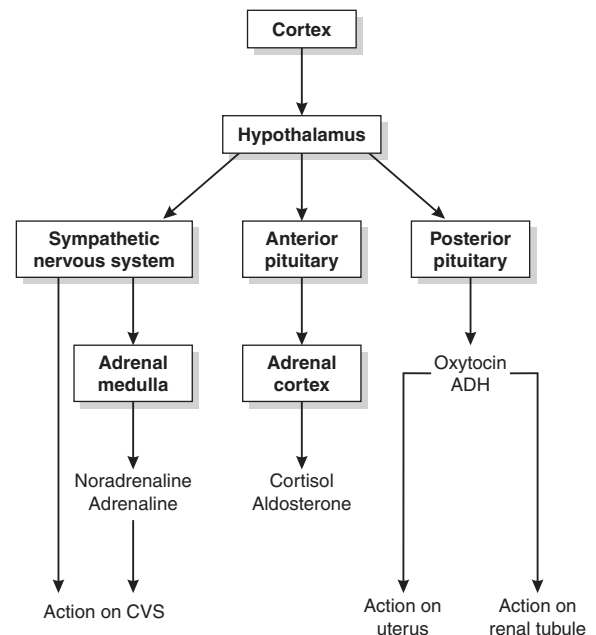 Cortex
Hypothalamus
Sympathetic
nervous system
Anterior
pituitary
Posterior
pituitary
Adrenal
medulla
Adrenal
cortex
Oxytocin
ADH
Noradrenaline
Adrenaline
Cortisol
Aldosterone
Action on CVS
Action on
uterus
Action on
renal tubule